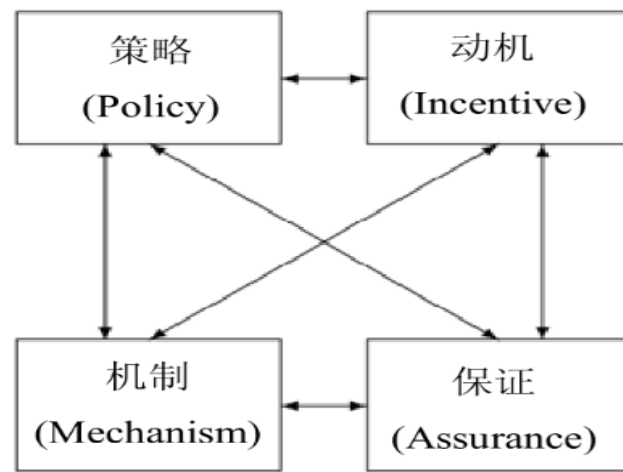 策略
(Policy)
动机
(Incentive)
机制
(Mechanism)
保证
(Assurance)